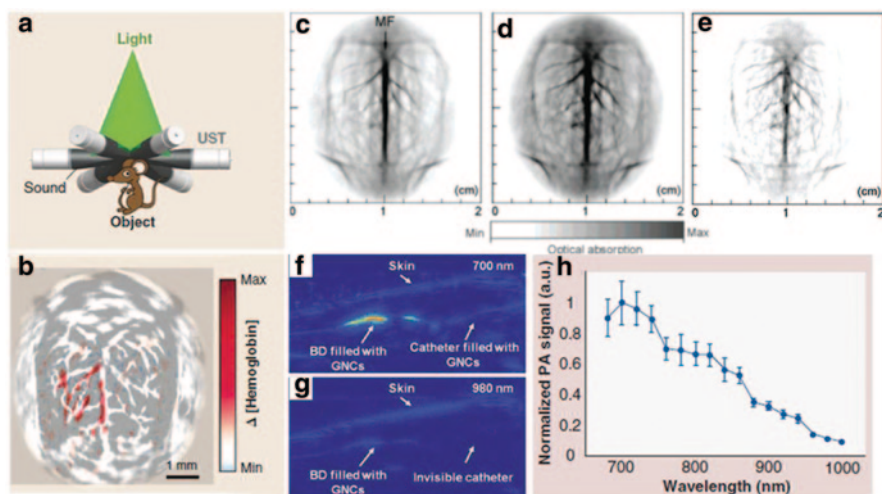 a
Light
UST
Sound
Object
b
Max
Δ [Hemoglobin]
Min
1 mm
c
MF
(cm)
0
1
2
d
(cm)
0
1
2
e
(cm)
0
1
2
Min
Max
Optical absorption
f
Skin
700 nm
BD filled with
GNCs
Catheter filled with
GNCs
g
Skin
980 nm
BD filled with
GNCs
Invisible catheter
h
Normalized PA signal (a.u.)
1
0.8
0.6
0.4
0.2
0
700
800
900
1000
Wavelength (nm)